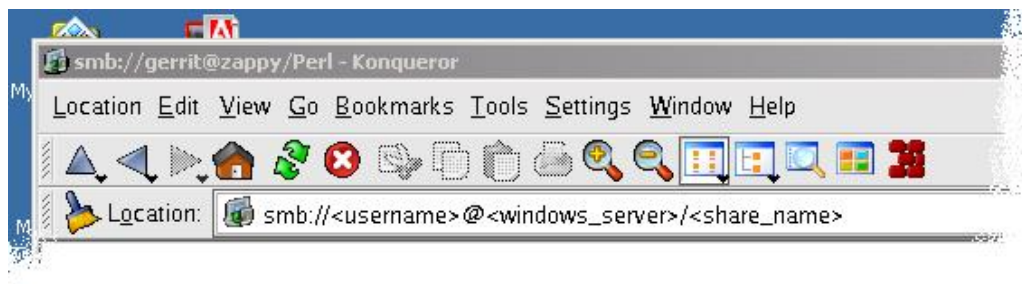 smb://gerrit@zappy/Perl - Konqueror
My
Location Edit View Go Bookmarks Tools Settings Window Help
Location: smb://<username>@<windows_server>/<share_name>
M